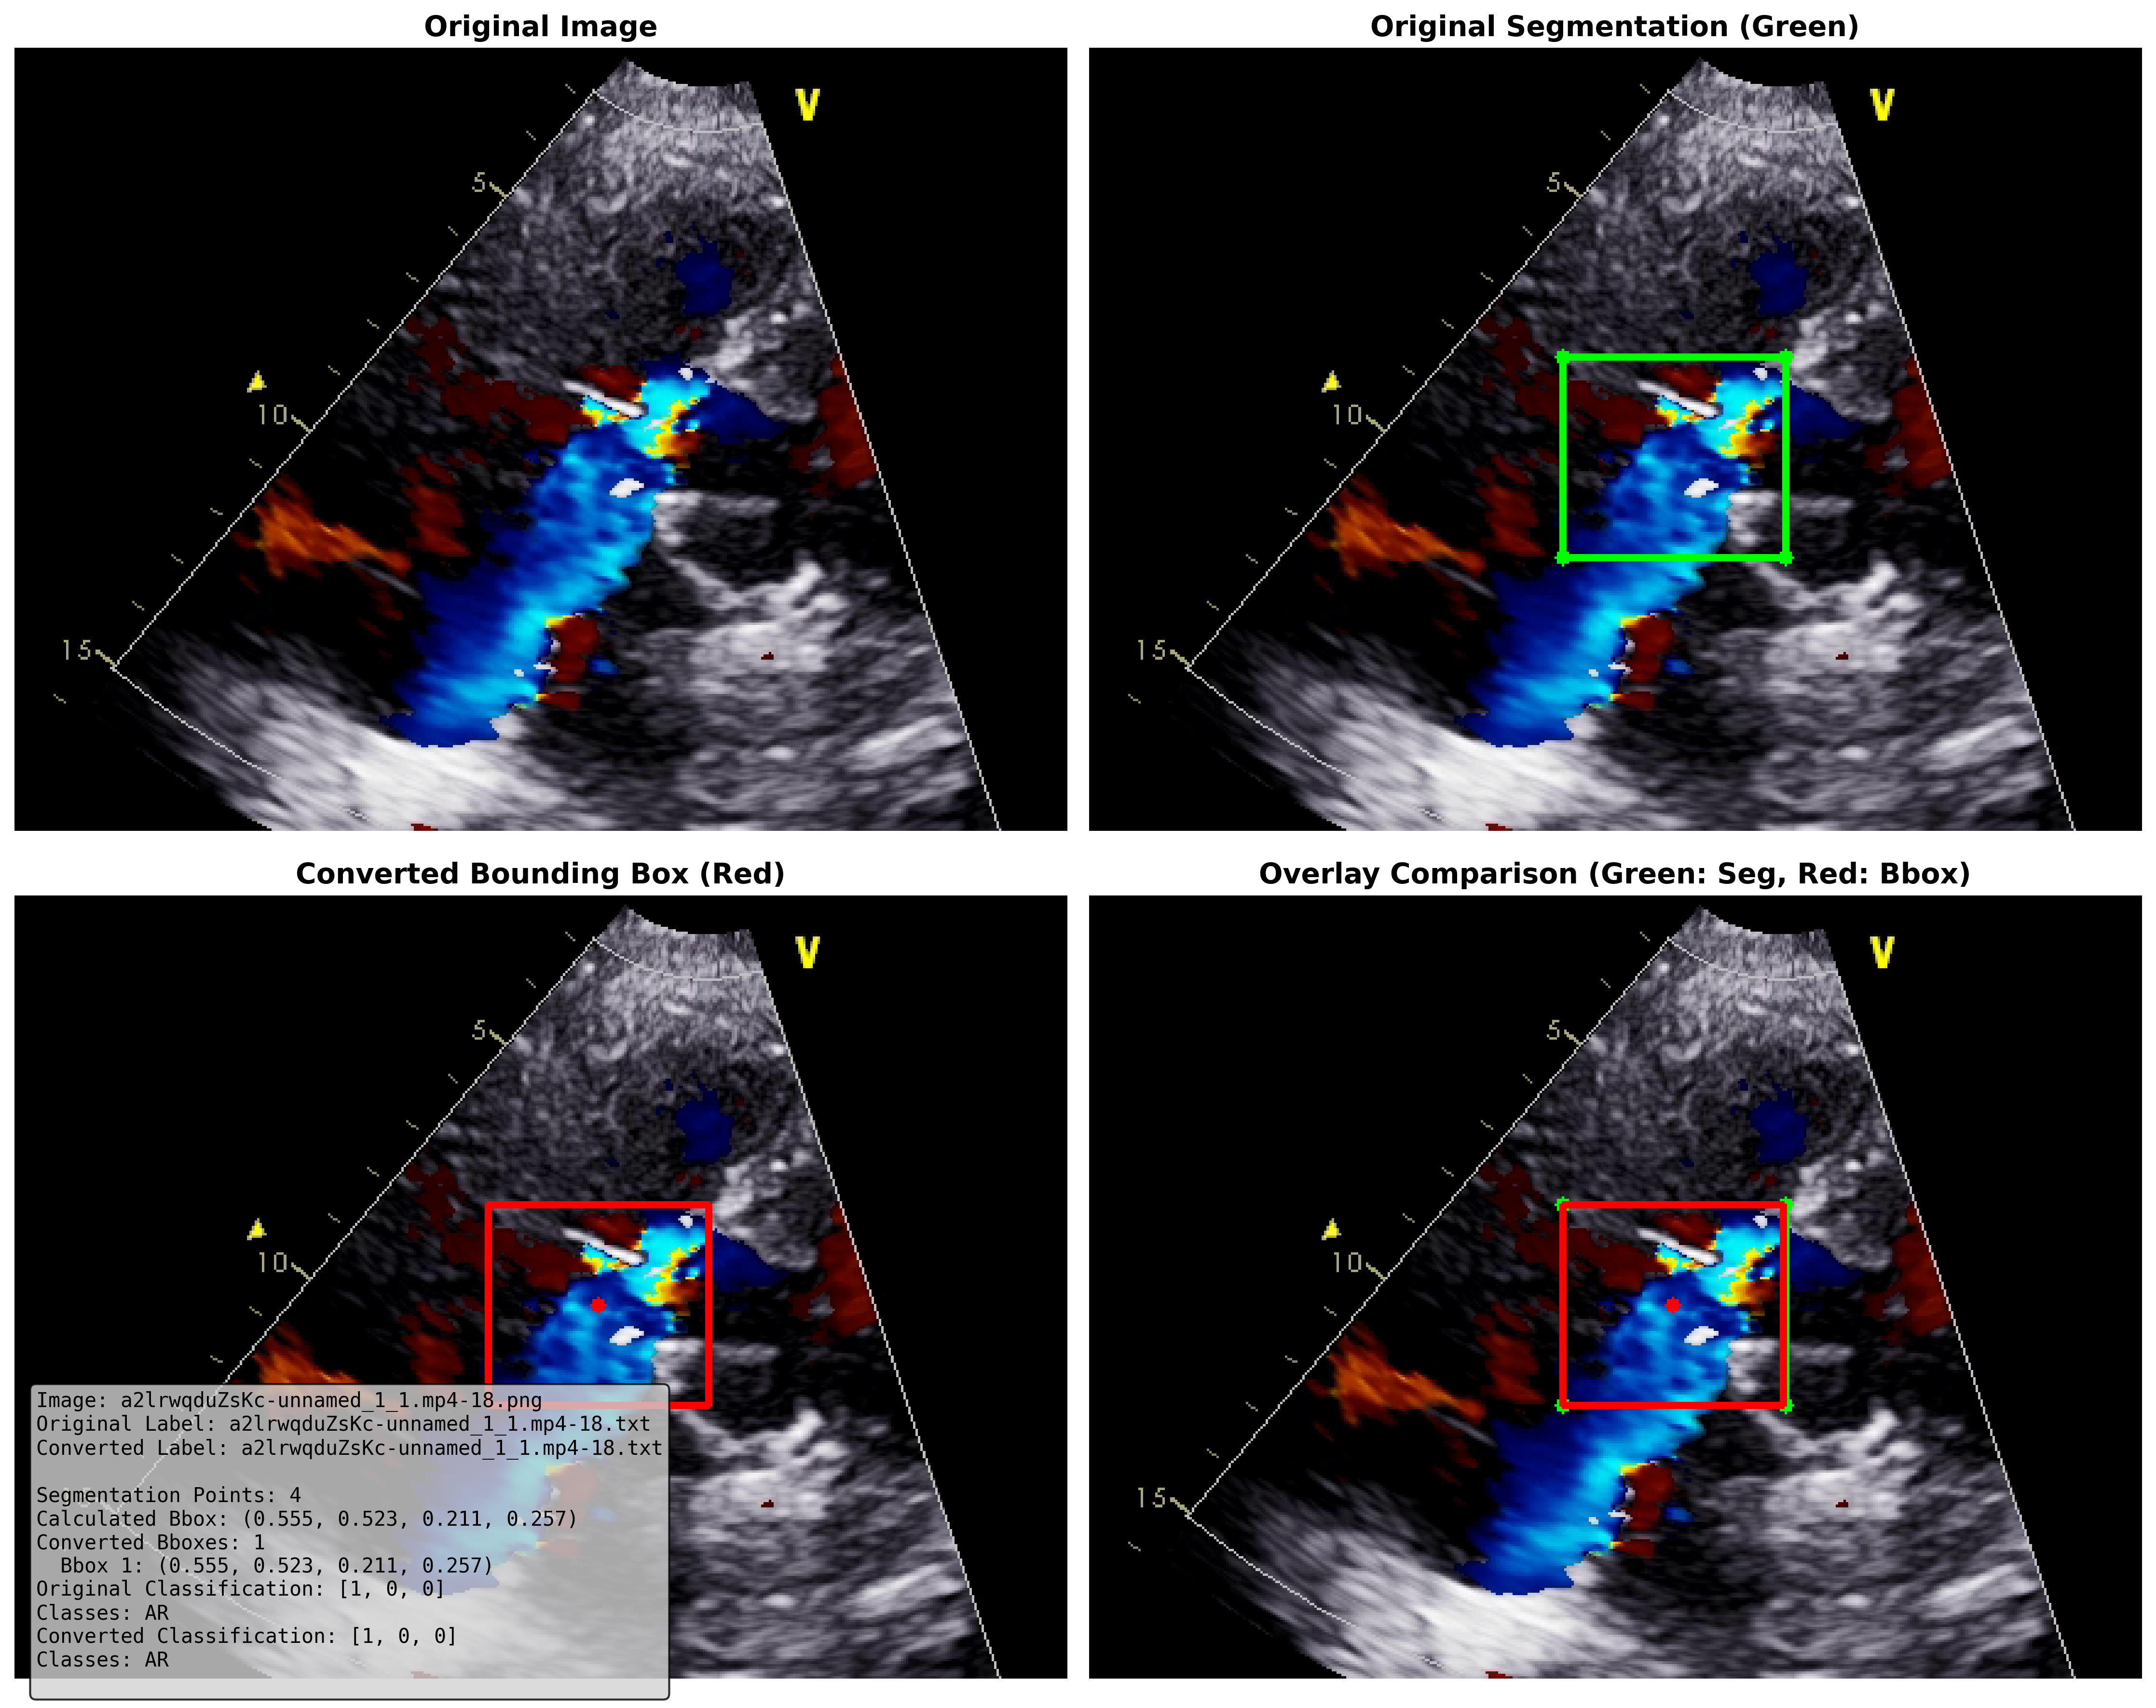 Original Image
Original Segmentation (Green)
V
5
10
15
V
5
10
15
Converted Bounding Box (Red)
Overlay Comparison (Green: Seg, Red: Bbox)
V
5
10
V
5
10
15
Image: a2lrwqduZsKc-unnamed_1_1.mp4-18.png
Original Label: a2lrwqduZsKc-unnamed_1_1.mp4-18.txt
Converted Label: a2lrwqduZsKc-unnamed_1_1.mp4-18.txt
Segmentation Points: 4
Calculated Bbox: (0.555, 0.523, 0.211, 0.257)
Converted Bboxes: 1
Bbox 1: (0.555, 0.523, 0.211, 0.257)
Original Classification: [1, 0, 0]
Classes: AR
Converted Classification: [1, 0, 0]
Classes: AR